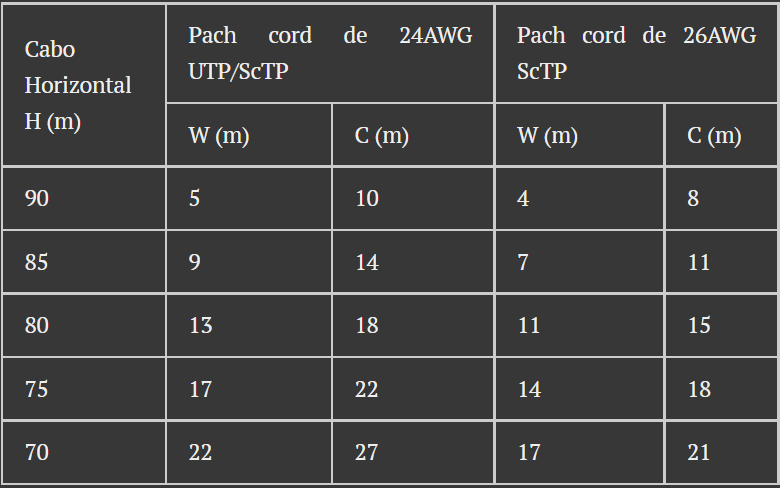 Cabo
Horizontal
H (m)
Pach cord de 24AWG
UTP/ScTP
Pach cord de 26AWG
ScTP
W (m)
C (m)
W (m)
C (m)
90 5 10 4 8
85 9 14 7 11
80 13 18 11 15
75 17 22 14 18
70 22 27 17 21